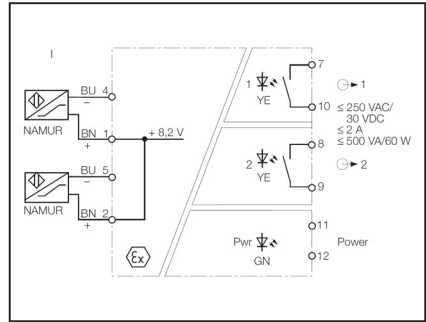 I
BU 4
–
NAMUR
BN 1
+
+ 8,2 V
BU 5
–
NAMUR
BN 2
+
Ex
7
1
YE
10
1
≤ 250 VAC/
30 VDC
≤ 2 A
≤ 500 VA/60 W
8
2
YE
2
9
11
Pwr
GN
Power
12